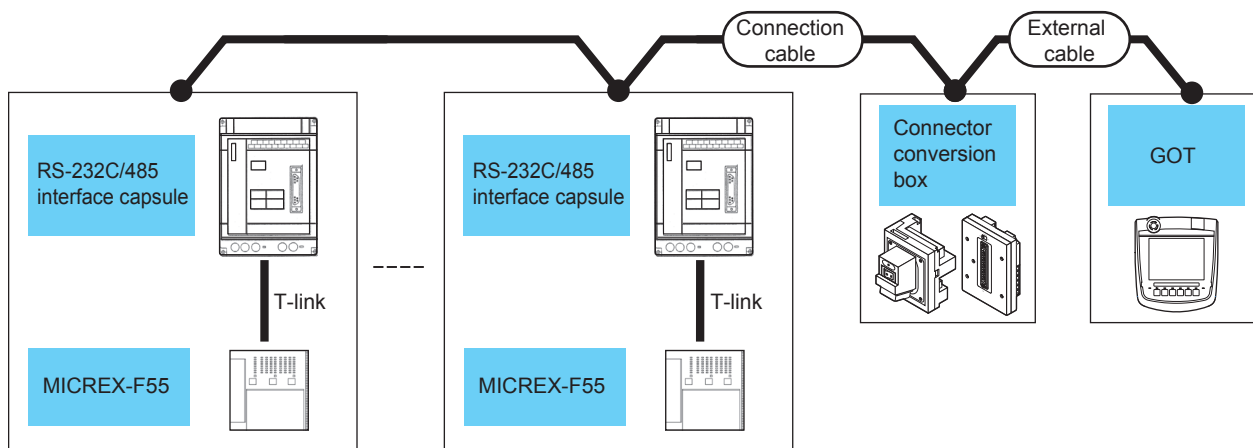 Connection
cable
External
cable
RS-232C/485
interface capsule
T-link
MICREX-F55
RS-232C/485
interface capsule
T-link
MICREX-F55
Connector
conversion
box
GOT